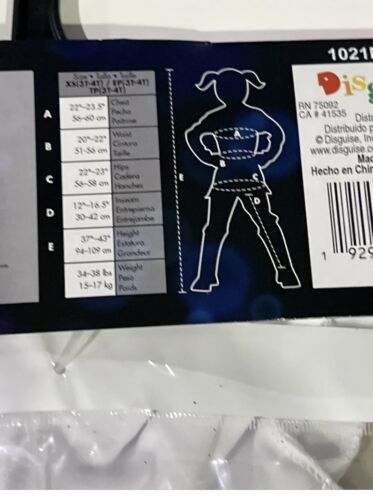 Size • Talla • Taille
XS(3T-4T) / EP(3T-4T)
TP(3T-4T)
A
22"–23.5"
56–60 cm
Chest
Pecho
Poitrine
B
20"–22"
51–56 cm
Waist
Cintura
Taille
C
22"–23"
56–58 cm
Hips
Cadera
Hanches
D
12"–16.5"
30–42 cm
Inseam
Entrepierna
Entrejambe
E
37"–43"
94–109 cm
Height
Estatura
Grandeur
34–38 lbs
15–17 kg
Weight
Peso
Poids
A
B
C
D
E
1021
Disg
RN 75092
CA # 41535
Dist
Distribuido p
© Disguise, Inc
www.disguise.c
Mad
Hecho en Chin
1 929